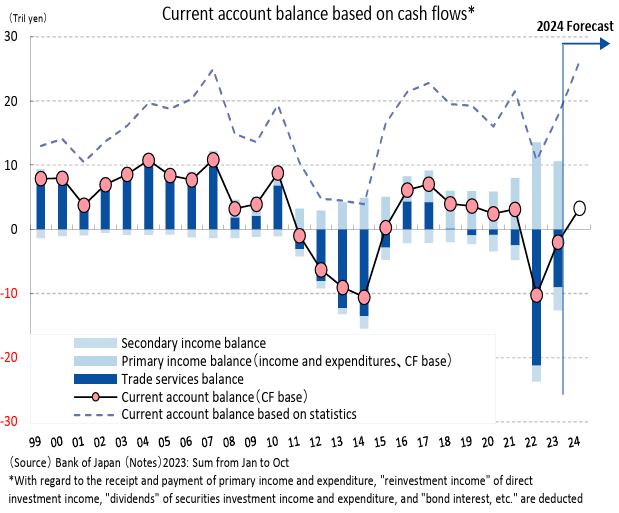 (Tril yen)
Current account balance based on cash flows*
2024 Forecast
30
20
10
0
-10
-20
-30
Secondary income balance
Primary income balance（income and expenditures、CF base）
Trade services balance
Current account balance(CF base)
Current account balance based on statistics
99 00 01 02 03 04 05 06 07 08 09 10 11 12 13 14 15 16 17 18 19 20 21 22 23 24
（Source）Bank of Japan（Notes）2023: Sum from Jan to Oct
*With regard to the receipt and payment of primary income and expenditure, "reinvestment income" of direct
investment income, "dividends" of securities investment income and expenditure, and "bond interest, etc." are deducted